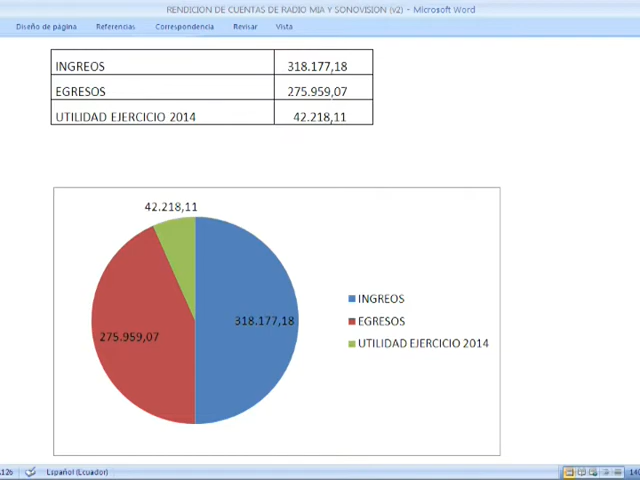 RENDICION DE CUENTAS DE RADIO MIA Y SONOVISION (v2) - Microsoft Word
Diseño de página Referencias Correspondencia Revisar Vista
INGREOS 318.177,18
EGRESOS 275.959,07
UTILIDAD EJERCICIO 2014 42.218,11
42.218,11
318.177,18
275.959,07
INGREOS
EGRESOS
UTILIDAD EJERCICIO 2014
Español (Ecuador)